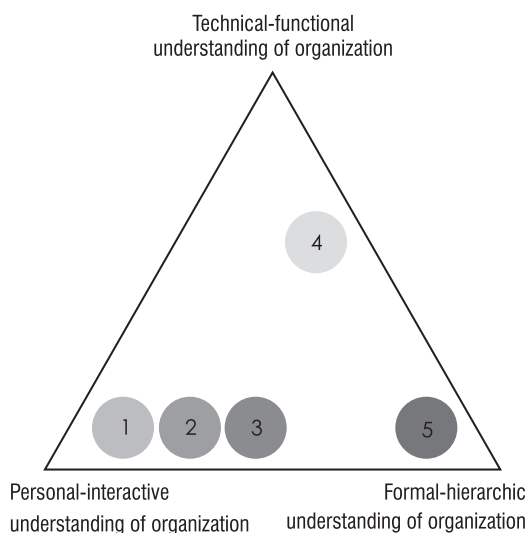 Technical-functional
understanding of organization
4
1 2 3 5
Personal-interactive
understanding of organization
Formal-hierarchic
understanding of organization